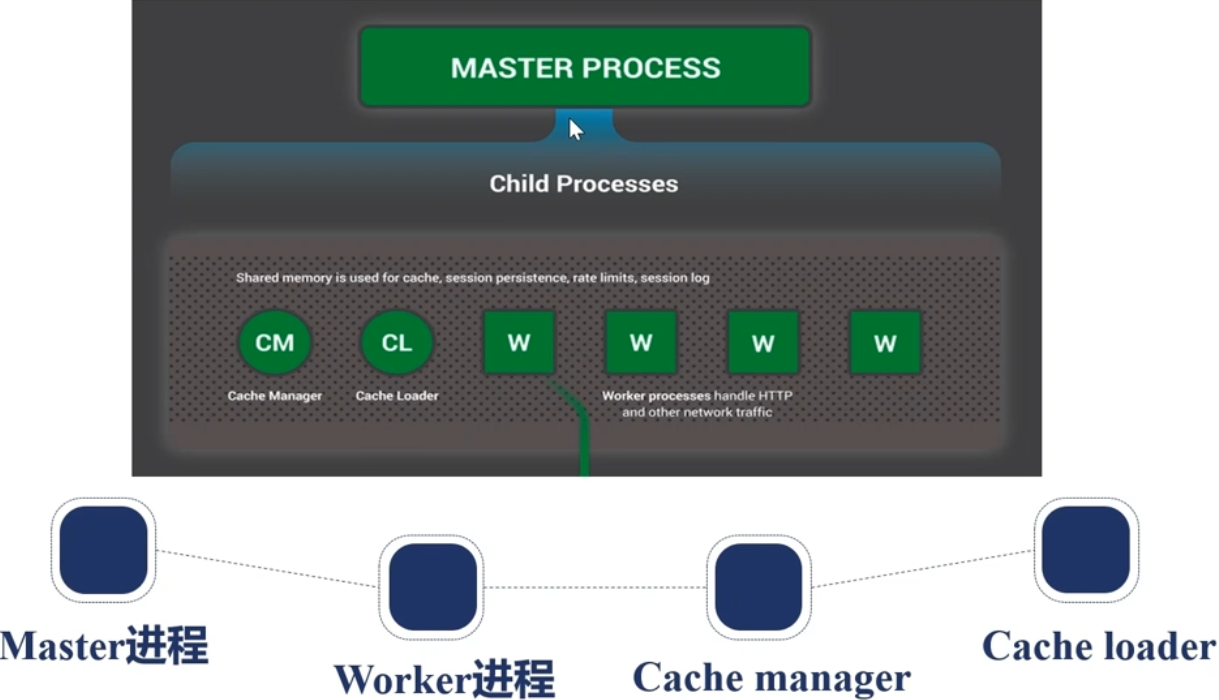 MASTER PROCESS
Child Processes
Shared memory is used for cache, session persistence, rate limits, session log
CM
CL
W
W
W
W
Cache Manager
Cache Loader
Worker processes handle HTTP
and other network traffic
Master进程
Worker进程
Cache manager
Cache loader